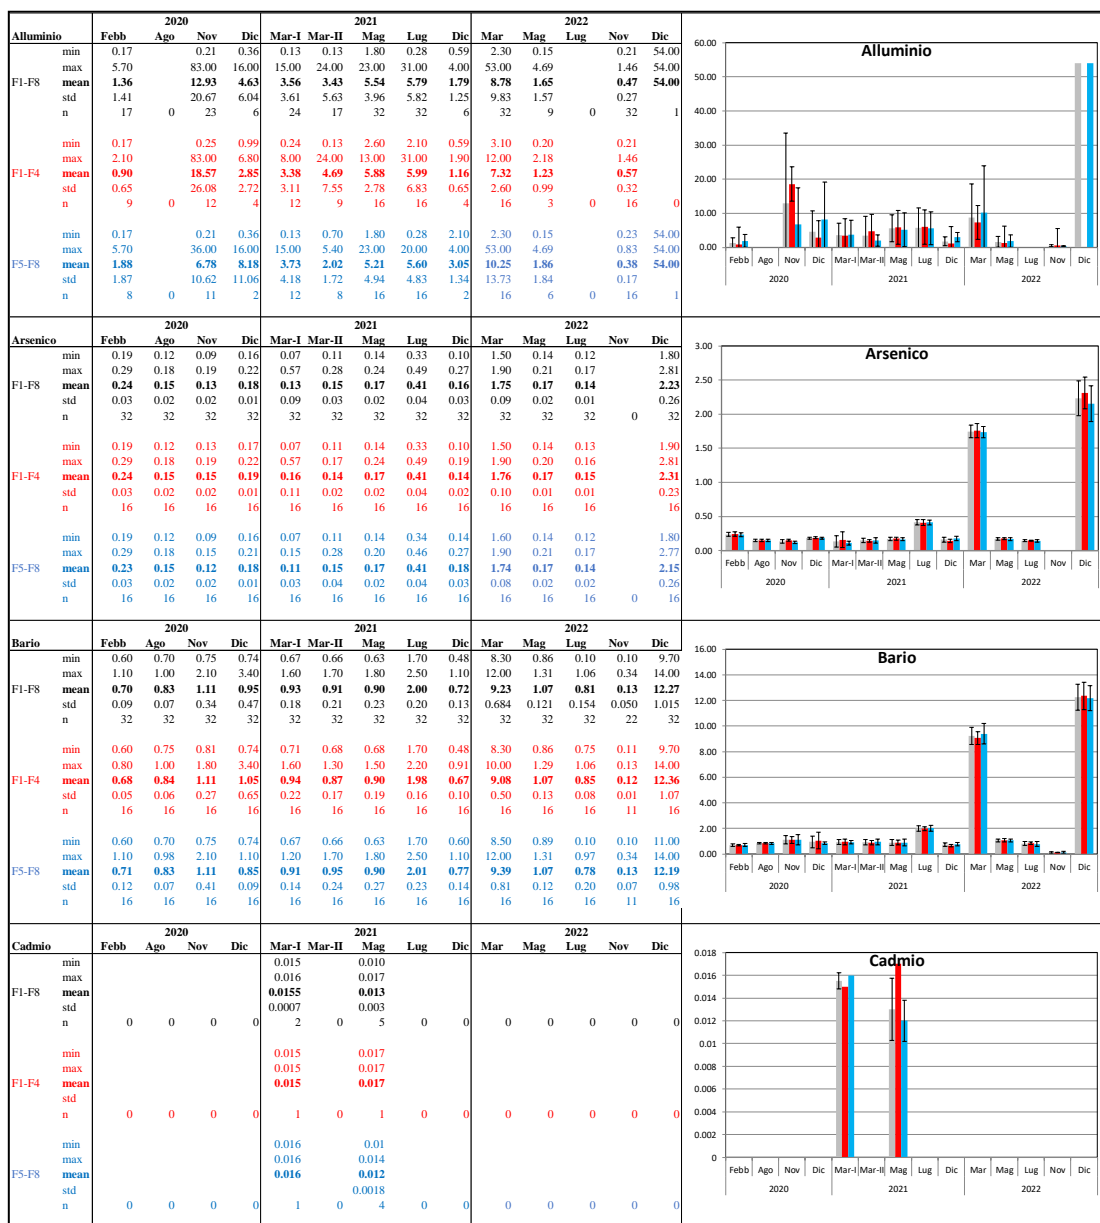 2020 2021 2022
Alluminio Febb Ago Nov Dic Mar-I Mar-II Mag Lug Dic Mar Mag Lug Nov Dic
min 0.17 0.21 0.36 0.13 0.13 1.80 0.28 0.59 2.30 0.15 0.21 54.00
max 5.70 83.00 16.00 15.00 24.00 23.00 31.00 4.00 53.00 4.69 1.46 54.00
F1-F8 mean 1.36 12.93 4.63 3.56 3.43 5.54 5.79 1.79 8.78 1.65 0.47 54.00
std 1.41 20.67 6.04 3.61 5.63 3.96 5.82 1.25 9.83 1.57 0.27
n 17 0 23 6 24 17 32 32 6 32 9 0 32 1
min 0.17 0.25 0.99 0.24 0.13 2.60 2.10 0.59 3.10 0.20 0.21
max 2.10 83.00 6.80 8.00 24.00 13.00 31.00 1.90 12.00 2.18 1.46
F1-F4 mean 0.90 18.57 2.85 3.38 4.69 5.88 5.99 1.16 7.32 1.23 0.57
std 0.65 26.08 2.72 3.11 7.55 2.78 6.83 0.65 2.60 0.99 0.32
n 9 0 12 4 12 9 16 16 4 16 3 0 16 0
min 0.17 0.21 0.36 0.13 0.70 1.80 0.28 2.10 2.30 0.15 0.23 54.00
max 5.70 36.00 16.00 15.00 5.40 23.00 20.00 4.00 53.00 4.69 0.83 54.00
F5-F8 mean 1.88 6.78 8.18 3.73 2.02 5.21 5.60 3.05 10.25 1.86 0.38 54.00
std 1.87 10.62 11.06 4.18 1.72 4.94 4.83 1.34 13.73 1.84 0.17
n 8 0 11 2 12 8 16 16 2 16 6 0 16 1
Alluminio
60.00
50.00
40.00
30.00
20.00
10.00
0.00
Febb Ago Nov Dic Mar-I Mar-II Mag Lug Dic Mar Mag Lug Nov Dic
2020 2021 2022
2020 2021 2022
Arsenico Febb Ago Nov Dic Mar-I Mar-II Mag Lug Dic Mar Mag Lug Nov Dic
min 0.19 0.12 0.09 0.16 0.07 0.11 0.14 0.33 0.10 1.50 0.14 0.12 1.80
max 0.29 0.18 0.19 0.22 0.57 0.28 0.24 0.49 0.27 1.90 0.21 0.17 2.81
F1-F8 mean 0.24 0.15 0.13 0.18 0.13 0.15 0.17 0.41 0.16 1.75 0.17 0.14 2.23
std 0.03 0.02 0.02 0.01 0.09 0.03 0.02 0.04 0.03 0.09 0.02 0.01 0.26
n 32 32 32 32 32 32 32 32 32 32 32 32 0 32
min 0.19 0.12 0.13 0.17 0.07 0.11 0.14 0.33 0.10 1.50 0.14 0.13 1.90
max 0.29 0.18 0.19 0.22 0.57 0.17 0.24 0.49 0.19 1.90 0.20 0.16 2.81
F1-F4 mean 0.24 0.15 0.15 0.19 0.16 0.14 0.17 0.41 0.14 1.76 0.17 0.15 2.31
std 0.03 0.02 0.02 0.01 0.11 0.02 0.02 0.04 0.02 0.10 0.01 0.01 0.23
n 16 16 16 16 16 16 16 16 16 16 16 16 16
min 0.19 0.12 0.09 0.16 0.07 0.11 0.14 0.34 0.14 1.60 0.14 0.12 1.80
max 0.29 0.18 0.15 0.21 0.15 0.28 0.20 0.46 0.27 1.90 0.21 0.17 2.77
F5-F8 mean 0.23 0.15 0.12 0.18 0.11 0.15 0.17 0.41 0.18 1.74 0.17 0.14 2.15
std 0.03 0.02 0.02 0.01 0.03 0.04 0.02 0.04 0.03 0.08 0.02 0.02 0.26
n 16 16 16 16 16 16 16 16 16 16 16 16 0 16
Arsenico
3.00
2.50
2.00
1.50
1.00
0.50
0.00
Febb Ago Nov Dic Mar-I Mar-II Mag Lug Dic Mar Mag Lug Nov Dic
2020 2021 2022
2020 2021 2022
Bario Febb Ago Nov Dic Mar-I Mar-II Mag Lug Dic Mar Mag Lug Nov Dic
min 0.60 0.70 0.75 0.74 0.67 0.66 0.63 1.70 0.48 8.30 0.86 0.10 0.10 9.70
max 1.10 1.00 2.10 3.40 1.60 1.70 1.80 2.50 1.10 12.00 1.31 1.06 0.34 14.00
F1-F8 mean 0.70 0.83 1.11 0.95 0.93 0.91 0.90 2.00 0.72 9.23 1.07 0.81 0.13 12.27
std 0.09 0.07 0.34 0.47 0.18 0.21 0.23 0.20 0.13 0.684 0.121 0.154 0.050 1.015
n 32 32 32 32 32 32 32 32 32 32 32 32 22 32
min 0.60 0.75 0.81 0.74 0.71 0.68 0.68 1.70 0.48 8.30 0.86 0.75 0.11 9.70
max 0.80 1.00 1.80 3.40 1.60 1.30 1.50 2.20 0.91 10.00 1.29 1.06 0.13 14.00
F1-F4 mean 0.68 0.84 1.11 1.05 0.94 0.87 0.90 1.98 0.67 9.08 1.07 0.85 0.12 12.36
std 0.05 0.06 0.27 0.65 0.22 0.17 0.19 0.16 0.10 0.50 0.13 0.08 0.01 1.07
n 16 16 16 16 16 16 16 16 16 16 16 16 11 16
min 0.60 0.70 0.75 0.74 0.67 0.66 0.63 1.70 0.60 8.50 0.89 0.10 0.10 11.00
max 1.10 0.98 2.10 1.10 1.20 1.70 1.80 2.50 1.10 12.00 1.31 0.97 0.34 14.00
F5-F8 mean 0.71 0.83 1.11 0.85 0.91 0.95 0.90 2.01 0.77 9.39 1.07 0.78 0.13 12.19
std 0.12 0.07 0.41 0.09 0.14 0.24 0.27 0.23 0.14 0.81 0.12 0.20 0.07 0.98
n 16 16 16 16 16 16 16 16 16 16 16 16 11 16
Bario
16.00
14.00
12.00
10.00
8.00
6.00
4.00
2.00
0.00
Febb Ago Nov Dic Mar-I Mar-II Mag Lug Dic Mar Mag Lug Nov Dic
2020 2021 2022
2020 2021 2022
Cadmio Febb Ago Nov Dic Mar-I Mar-II Mag Lug Dic Mar Mag Lug Nov Dic
min 0.015 0.010
max 0.016 0.017
F1-F8 mean 0.0155 0.013
std 0.0007 0.003
n 0 0 0 0 2 0 5 0 0 0 0 0 0 0
min 0.015 0.017
max 0.015 0.017
F1-F4 mean 0.015 0.017
std
n 0 0 0 0 1 0 1 0 0 0 0 0 0 0
min 0.016 0.01
max 0.016 0.014
F5-F8 mean 0.016 0.012
std 0.0018
n 0 0 0 0 1 0 4 0 0 0 0 0 0 0
Cadmio
0.018
0.016
0.014
0.012
0.01
0.008
0.006
0.004
0.002
0
Febb Ago Nov Dic Mar-I Mar-II Mag Lug Dic Mar Mag Lug Nov Dic
2020 2021 2022